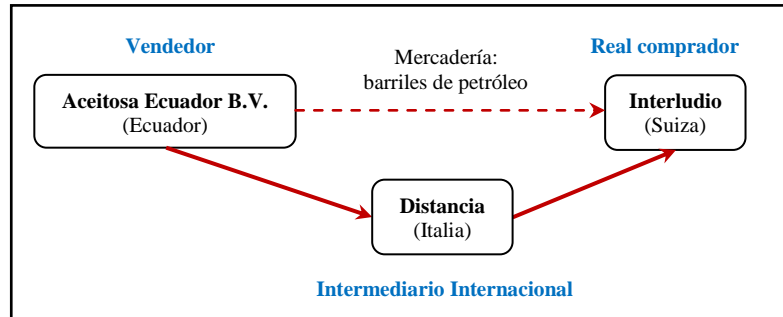 Vendedor
Real comprador
Mercadería:
barriles de petróleo
Aceitosa Ecuador B.V.
(Ecuador)
Interludio
(Suiza)
Distancia
(Italia)
Intermediario Internacional